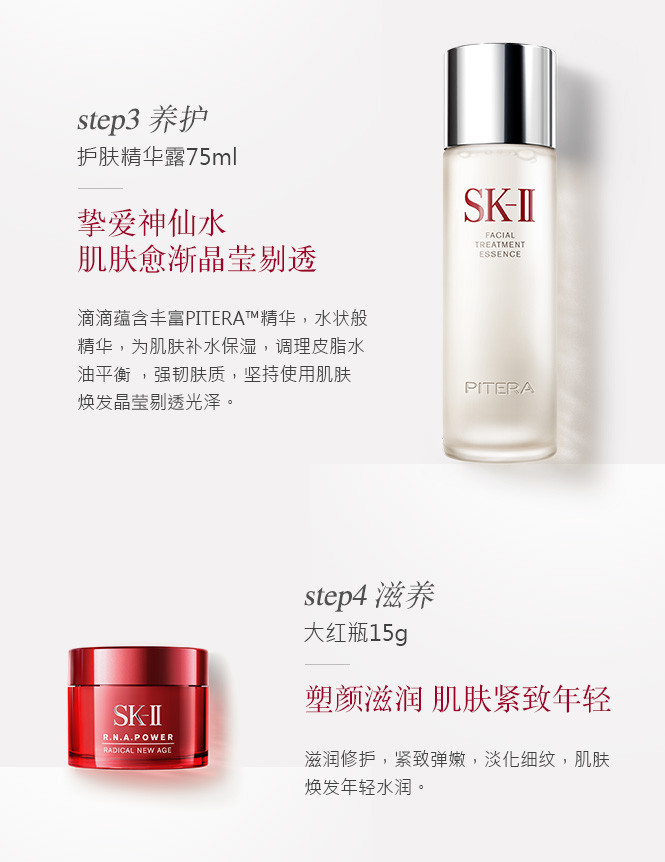 step3 养护
护肤精华露75ml
挚爱神仙水
肌肤愈渐晶莹剔透
滴滴蕴含丰富PITERA™精华，水状般
精华，为肌肤补水保湿，调理皮脂水
油平衡 ，强韧肤质，坚持使用肌肤
焕发晶莹剔透光泽。
SK-II
FACIAL
TREATMENT
ESSENCE
PITERA
step4 滋养
大红瓶15g
塑颜滋润 肌肤紧致年轻
滋润修护，紧致弹嫩，淡化细纹，肌肤
焕发年轻水润。
SK-II
R.N.A.POWER
RADICAL NEW AGE